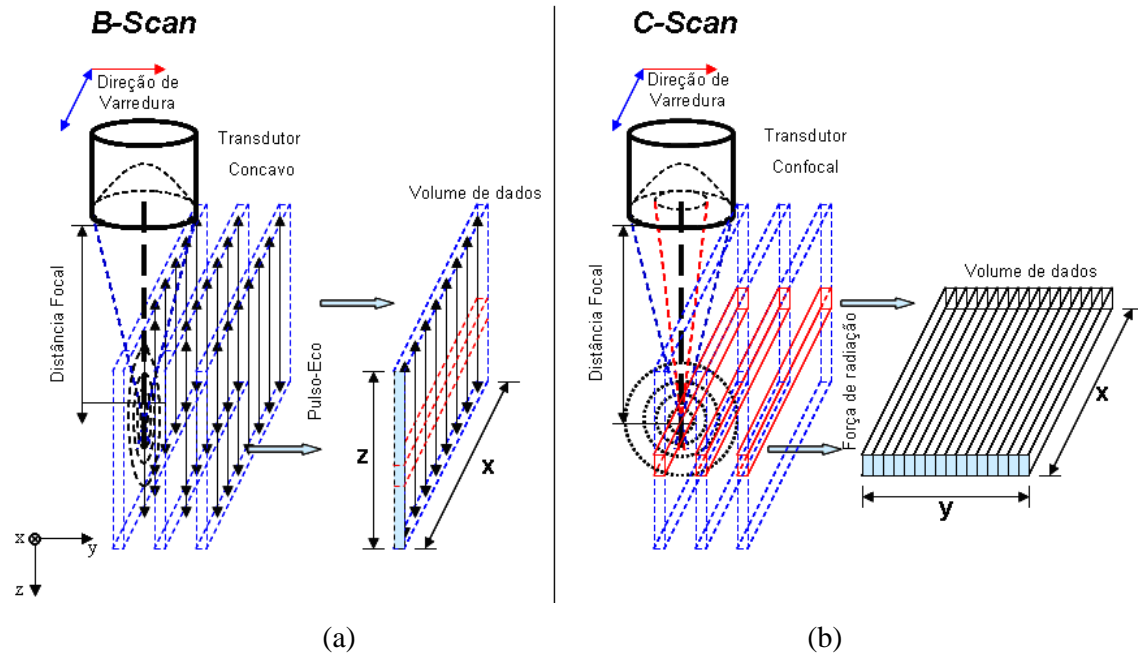 B-Scan
Direção de
Varredura
Transdutor
Concavo
Volume de dados
Distância Focal
Pulso-Eco
z
x
x
y
z
(a)
C-Scan
Direção de
Varredura
Transdutor
Confocal
Volume de dados
Distância Focal
Força de radiação
x
y
(b)